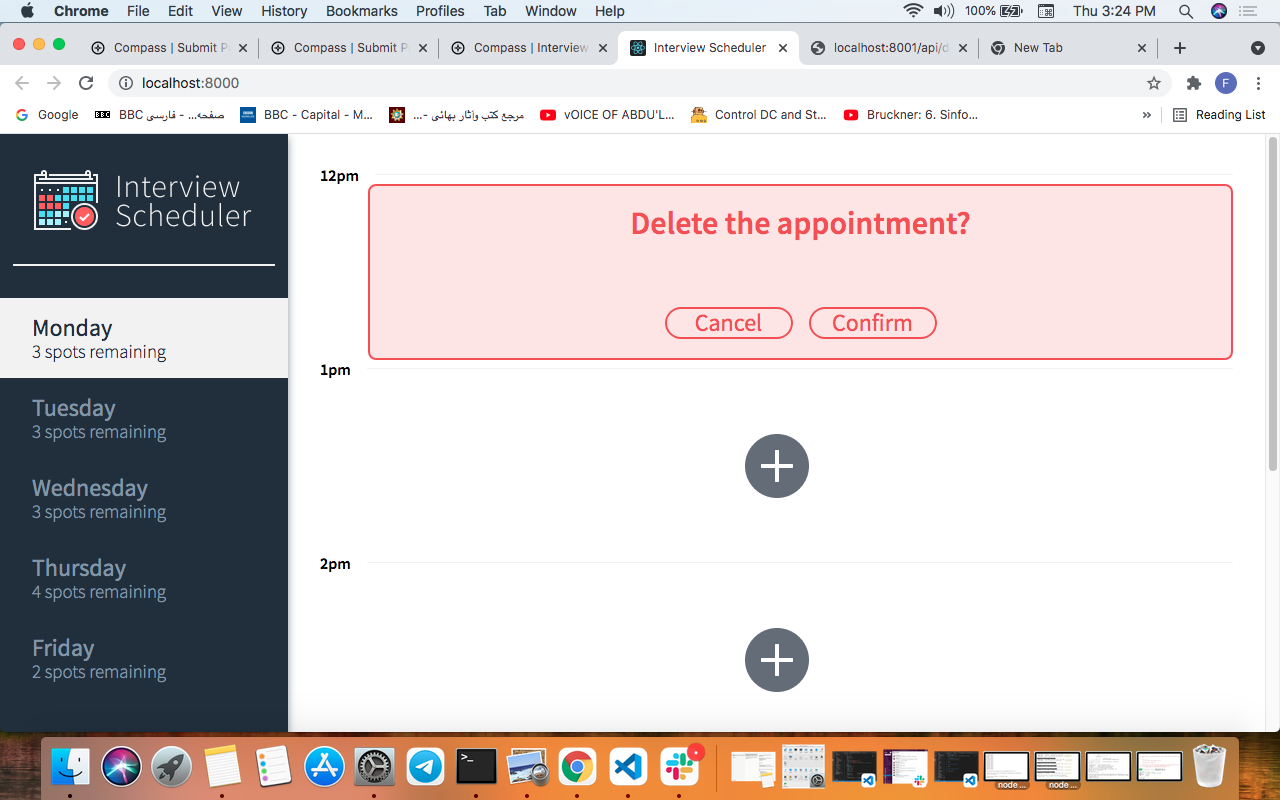 Chrome File Edit View History Bookmarks Profiles Tab Window Help 100% Thu 3:24 PM
Compass | Submit P Compass | Submit P Compass | Interview Interview Scheduler localhost:8001/api/d New Tab
localhost:8000 F
Google BBC صفحه... - فارسی BBC BBC - Capital - M... مرجع کتب وآثار بهائی -... vOICE OF ABDU'L... Control DC and St... Bruckner: 6. Sinfo... » Reading List
Interview
Scheduler
Monday
3 spots remaining
Tuesday
3 spots remaining
Wednesday
3 spots remaining
Thursday
4 spots remaining
Friday
2 spots remaining
12pm
Delete the appointment?
Cancel Confirm
1pm
2pm
node ... node ...